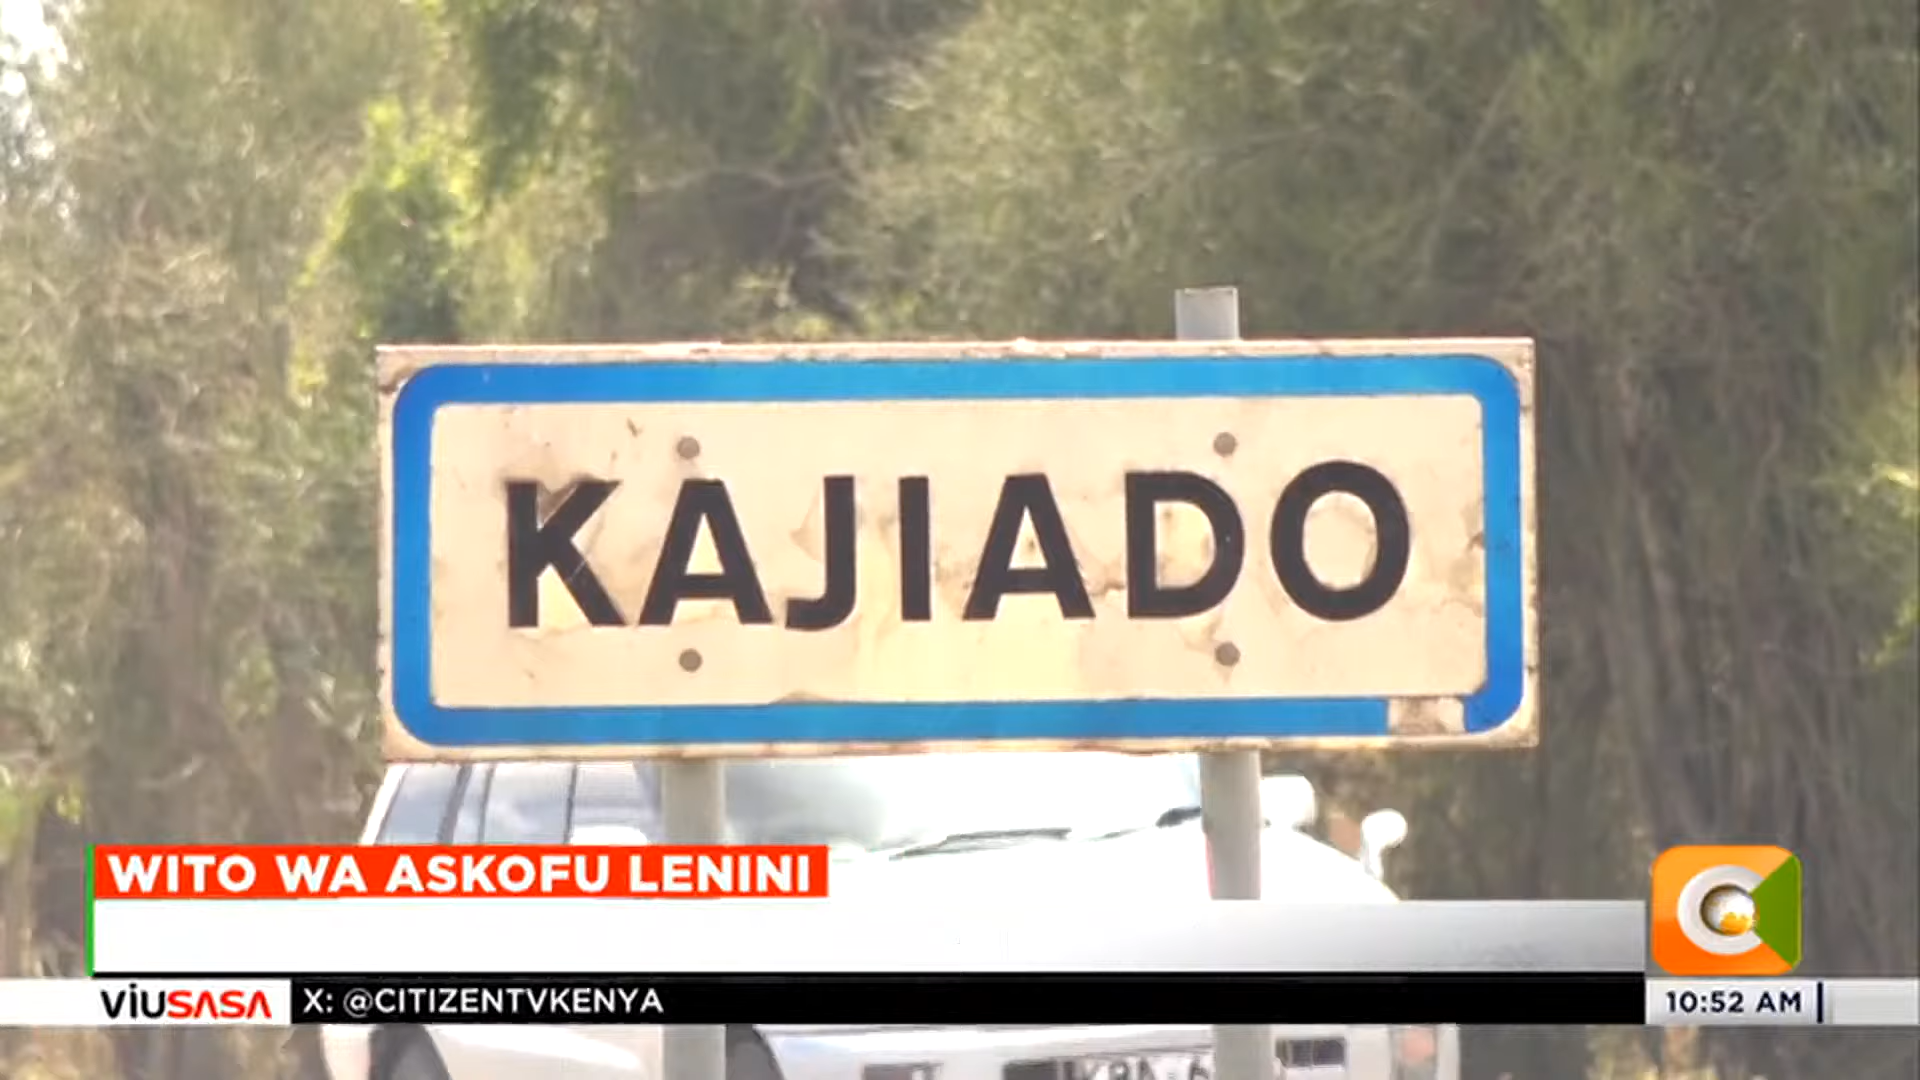 KAJIADO
WITO WA ASKOFU LENINI
VIUSASA X: @CITIZENTVKENYA
10:52 AM